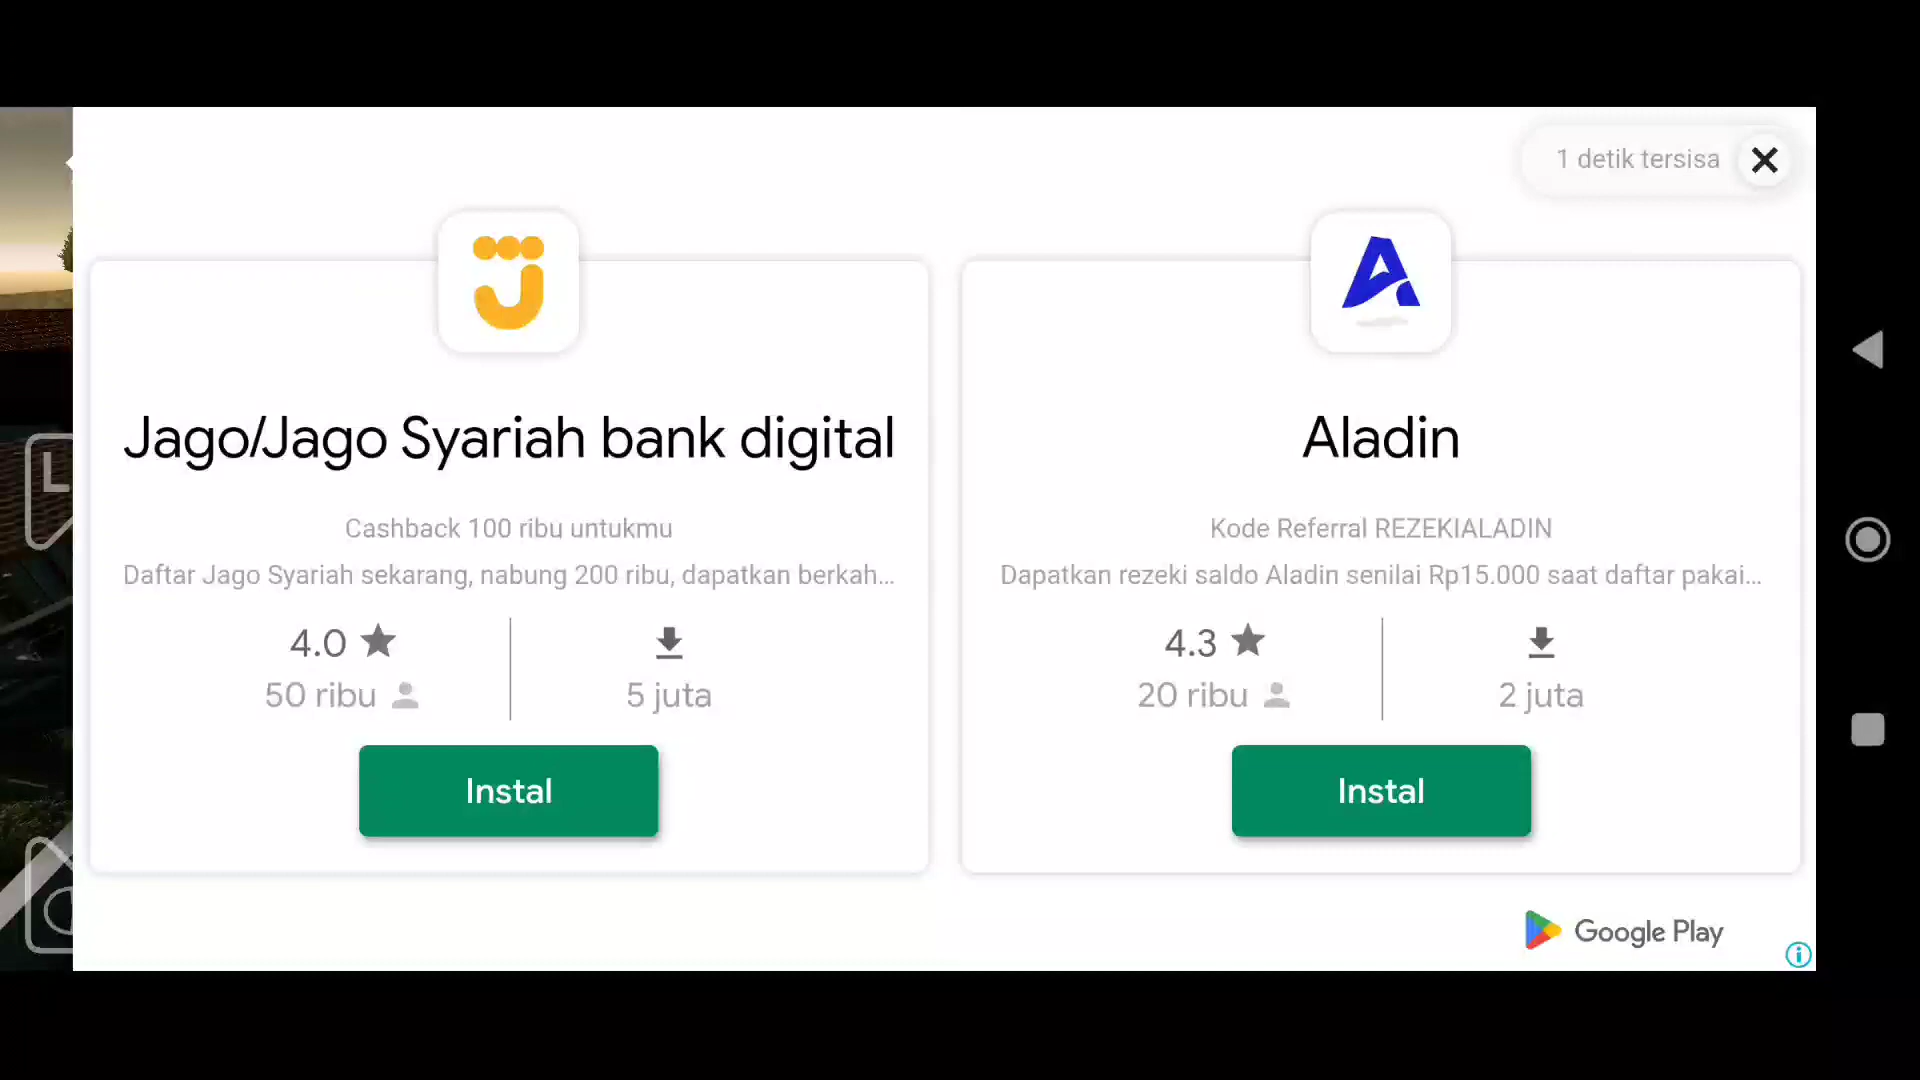 1 detik tersisa
Jago/Jago Syariah bank digital
Cashback 100 ribu untukmu
Daftar Jago Syariah sekarang, nabung 200 ribu, dapatkan berkah...
4.0
50 ribu
5 juta
Instal
Aladin
Kode Referral REZEKIALADIN
Dapatkan rezeki saldo Aladin senilai Rp15.000 saat daftar pakai...
4.3
20 ribu
2 juta
Instal
Google Play
L